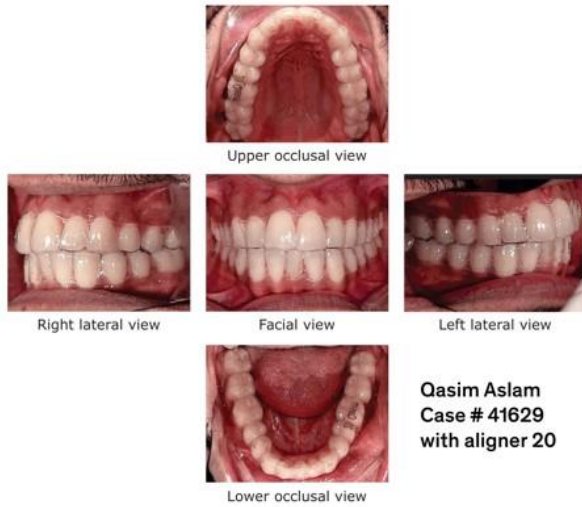 Upper occlusal view
Right lateral view
Facial view
Left lateral view
Qasim Aslam
Case # 41629
with aligner 20
Lower occlusal view